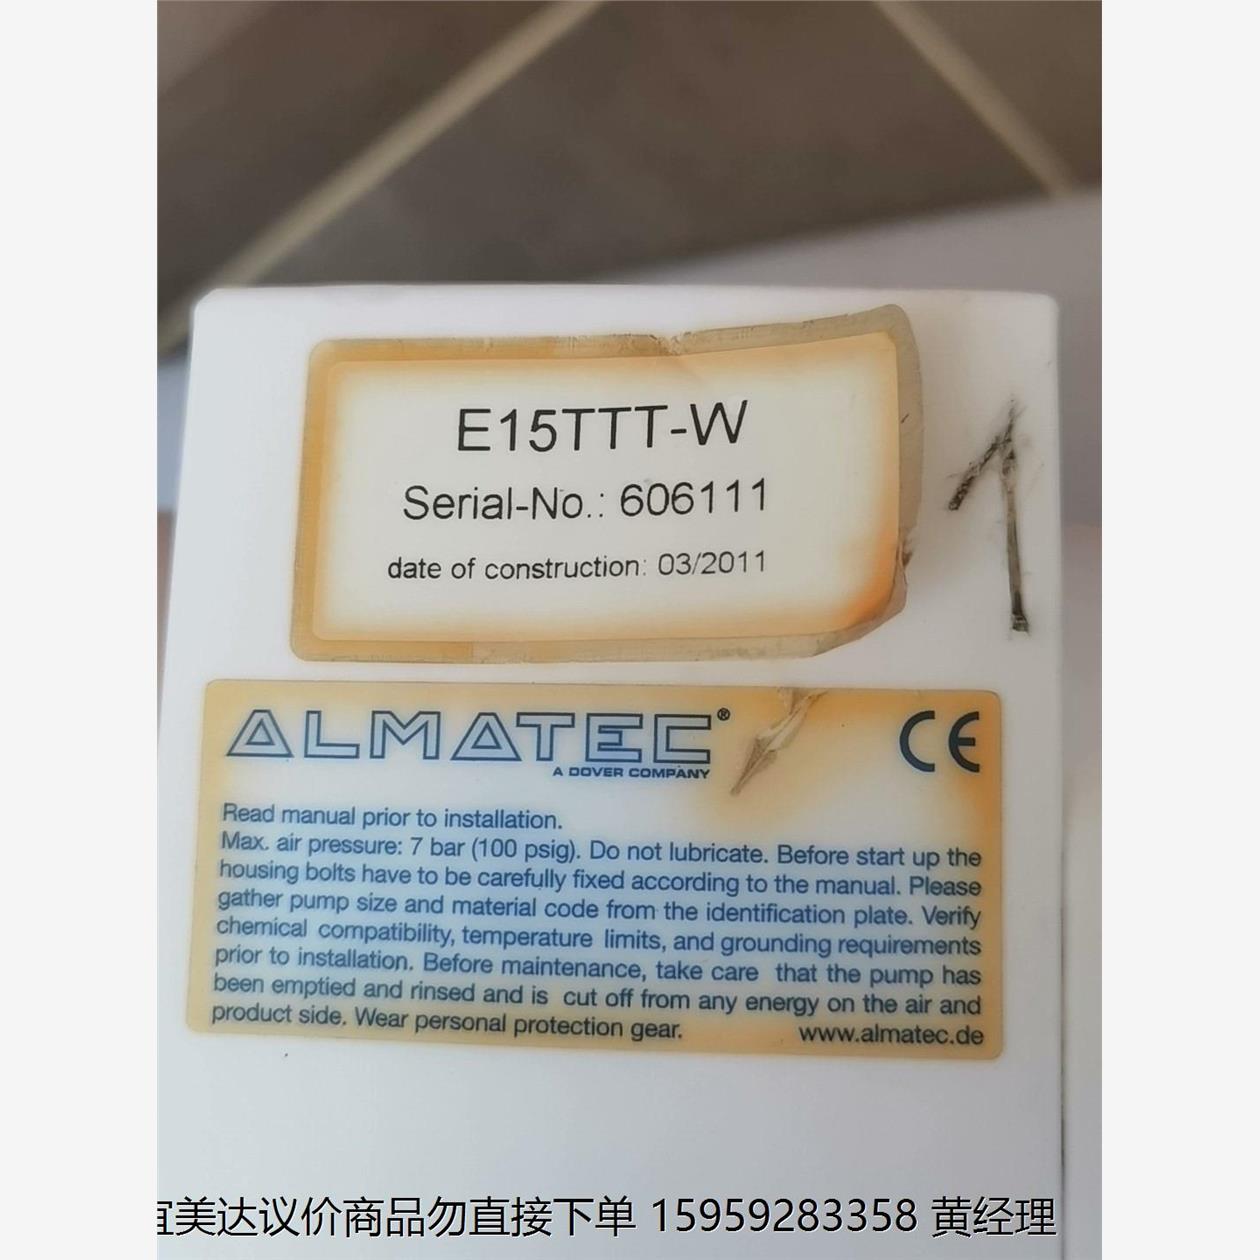 E15TTT-W
Serial-No.: 606111
date of construction: 03/2011
1
ALMATEC®
A DOVER COMPANY
CE
Read manual prior to installation.
Max. air pressure: 7 bar (100 psig). Do not lubricate. Before start up the
housing bolts have to be carefully fixed according to the manual. Please
gather pump size and material code from the identification plate. Verify
chemical compatibility, temperature limits, and grounding requirements
prior to installation. Before maintenance, take care that the pump has
been emptied and rinsed and is cut off from any energy on the air and
product side. Wear personal protection gear.
www.almatec.de
宜美达议价商品勿直接下单 15959283358 黄经理